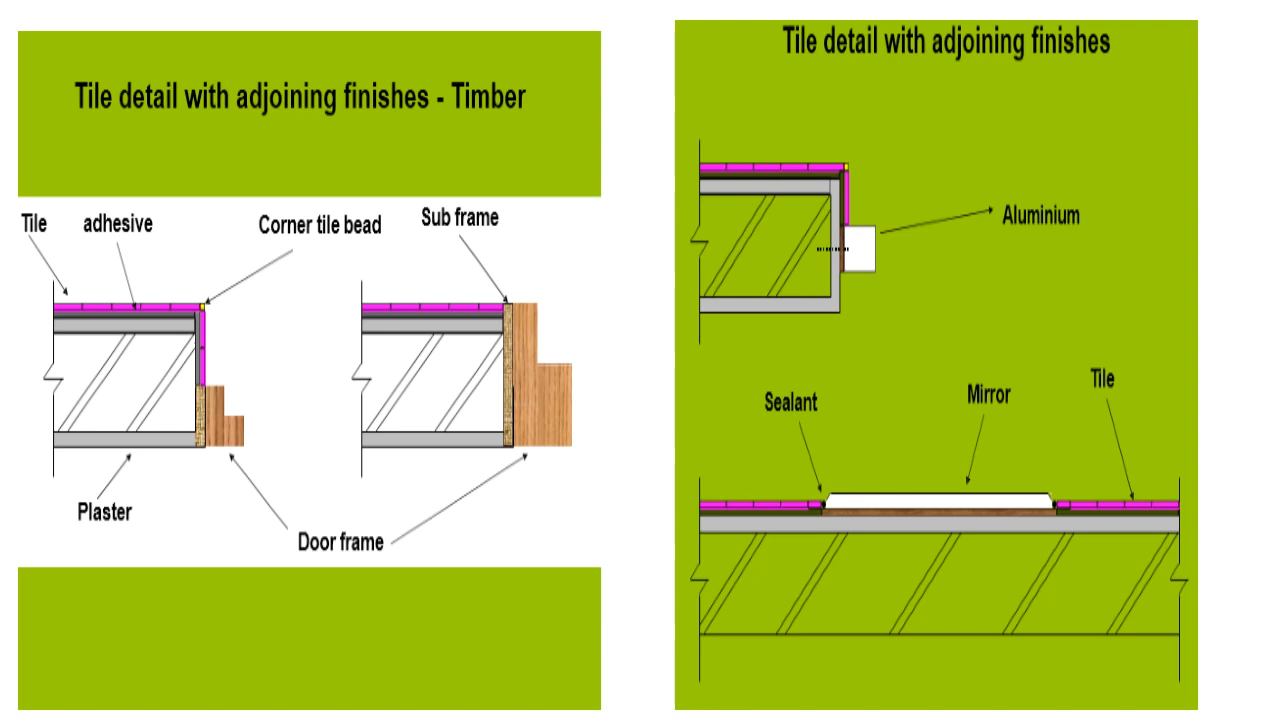 Tile detail with adjoining finishes - Timber
Tile
adhesive
Corner tile bead
Sub frame
Plaster
Door frame
Tile detail with adjoining finishes
Aluminium
Sealant
Mirror
Tile